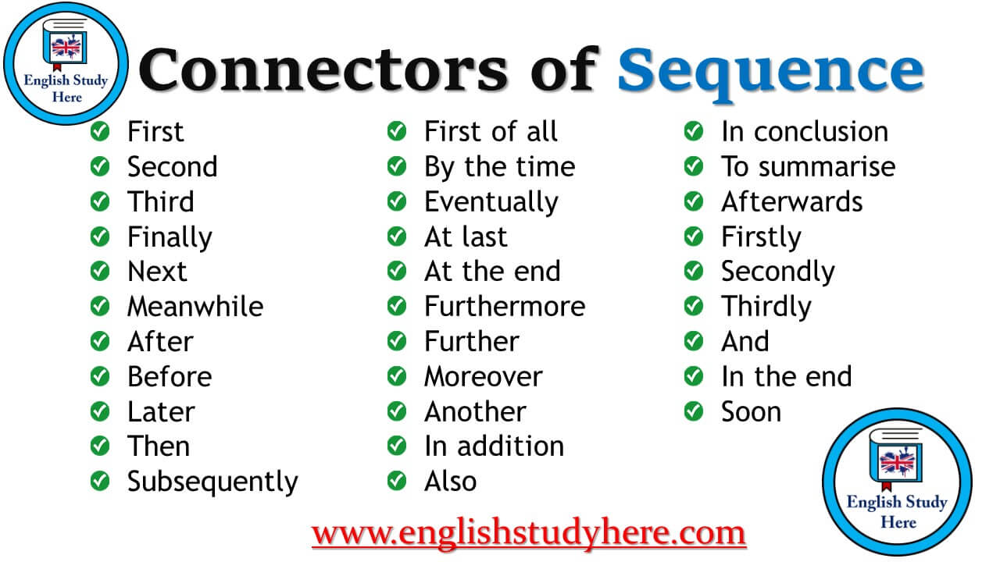 English Study
Here
Connectors of Sequence
First
Second
Third
Finally
Next
Meanwhile
After
Before
Later
Then
Subsequently
First of all
By the time
Eventually
At last
At the end
Furthermore
Further
Moreover
Another
In addition
Also
In conclusion
To summarise
Afterwards
Firstly
Secondly
Thirdly
And
In the end
Soon
English Study
Here
www.englishstudyhere.com